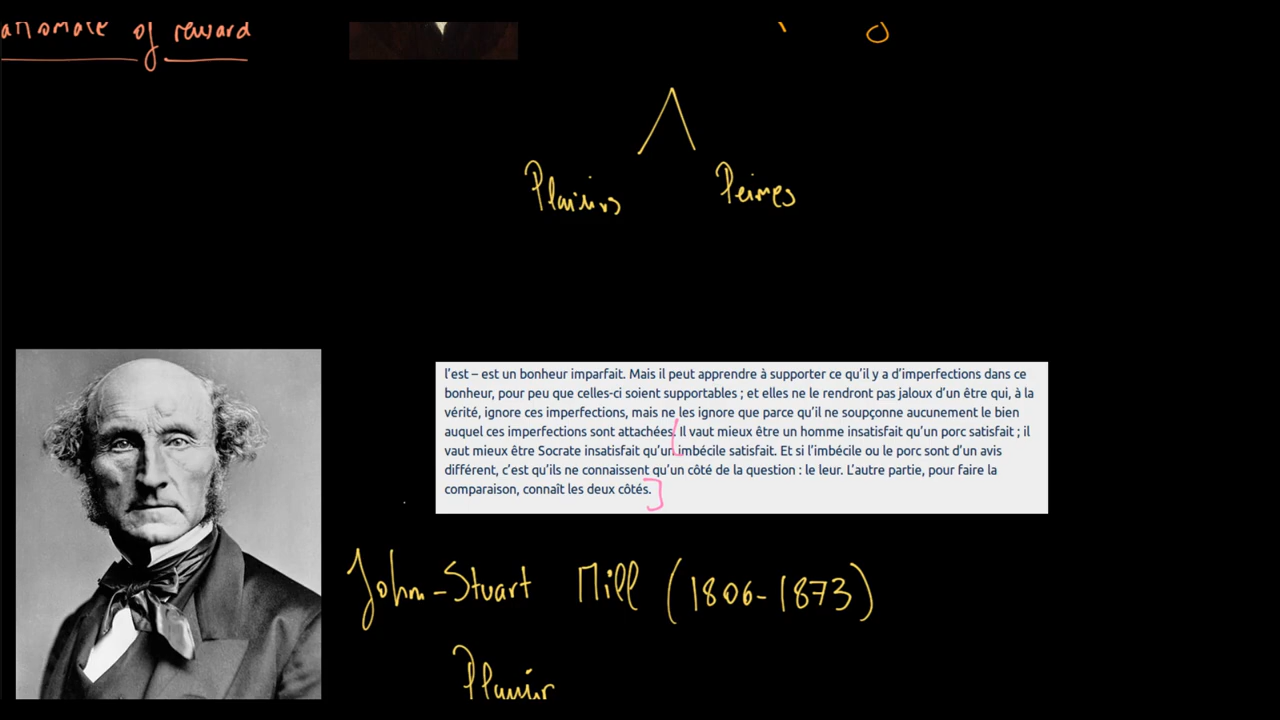 of reward
Plaisirs Peines
l'est – est un bonheur imparfait. Mais il peut apprendre à supporter ce qu'il y a d'imperfections dans ce
bonheur, pour peu que celles-ci soient supportables ; et elles ne le rendront pas jaloux d'un être qui, à la
vérité, ignore ces imperfections, mais ne les ignore que parce qu'il ne soupçonne aucunement le bien
auquel ces imperfections sont attachées. Il vaut mieux être un homme insatisfait qu'un porc satisfait ; il
vaut mieux être Socrate insatisfait qu'un imbécile satisfait. Et si l'imbécile ou le porc sont d'un avis
différent, c'est qu'ils ne connaissent qu'un côté de la question : le leur. L'autre partie, pour faire la
comparaison, connaît les deux côtés.
John-Stuart Mill (1806-1873)
Plaisir